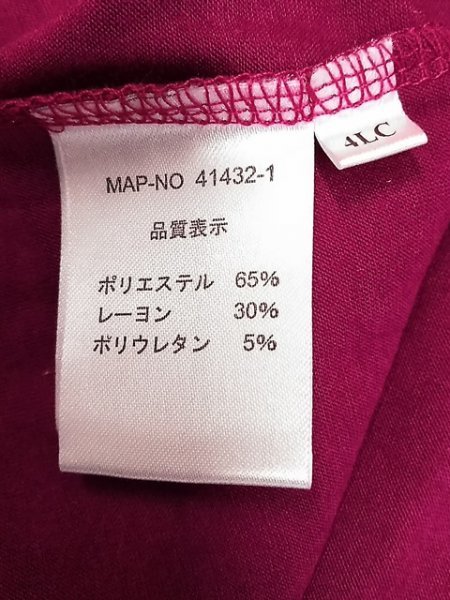 4LC
MAP-NO 41432-1
品質表示
ポリエステル 65%
レーヨン 30%
ポリウレタン 5%